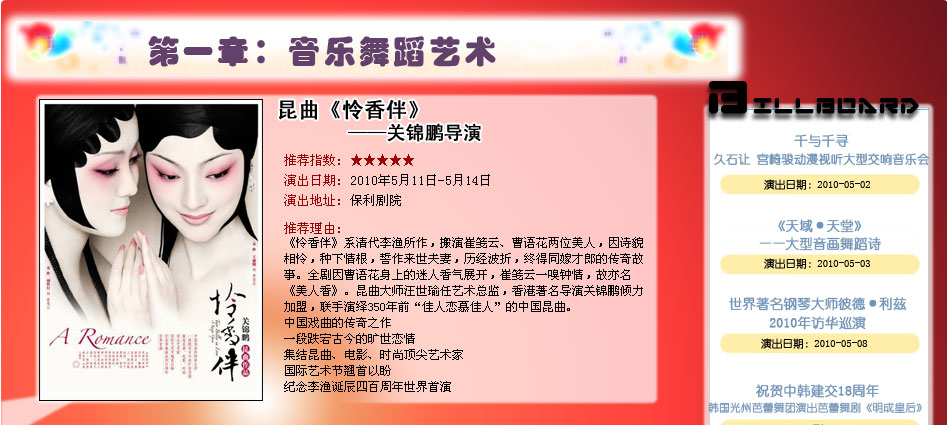 第一章：音乐舞蹈艺术
昆曲《怜香伴》
——关锦鹏导演
推荐指数：★★★★★
演出日期：2010年5月11日-5月14日
演出地址：保利剧院
推荐理由：
《怜香伴》系清代李渔所作，搬演崔笺云、曹语花两位美人，因诗貌
相怜，种下情根，誓作来世夫妻，历经波折，终得同嫁才郎的传奇故
事。全剧因曹语花身上的迷人香气展开，崔笺云一嗅钟情，故亦名
《美人香》。昆曲大师汪世瑜任艺术总监，香港著名导演关锦鹏倾力
加盟，联手演绎350年前“佳人恋慕佳人”的中国昆曲。
中国戏曲的传奇之作
一段跌宕古今的旷世恋情
集结昆曲、电影、时尚顶尖艺术家
国际艺术节翘首以盼
纪念李渔诞辰四百周年世界首演
怜香伴
关锦鹏
昆曲作品
A Romance
BILLBOARD
千与千寻
久石让 宫崎骏动漫视听大型交响音乐会
演出日期：2010-05-02
《天域●天堂》
——大型音画舞蹈诗
演出日期：2010-05-03
世界著名钢琴大师彼德●利兹
2010年访华巡演
演出日期：2010-05-08
祝贺中韩建交18周年
韩国光州芭蕾舞团演出芭蕾舞剧《明成皇后》